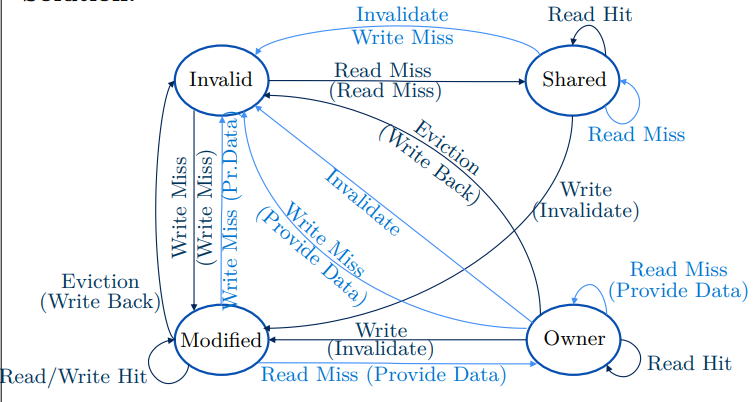 Solution:
Invalidate
Write Miss
Read Hit
Invalid
Read Miss
(Read Miss)
Shared
Read Miss
Eviction
(Write Back)
Write Miss
(Write Miss)
Write Miss (Pr.Data)
Invalidate
Write Miss
(Provide Data)
Write
(Invalidate)
Eviction
(Write Back)
Read Miss
(Provide Data)
Modified
Write
(Invalidate)
Owner
Read/Write Hit
Read Miss (Provide Data)
Read Hit